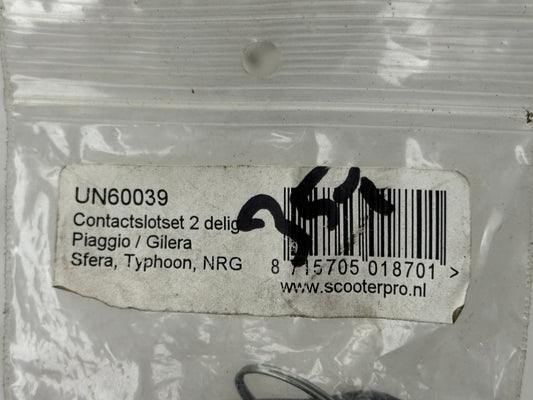 UN60039
Contactslotset 2 delig
Piaggio / Gilera
Sfera, Typhoon, NRG
8 715705 018701 >
www.scooterpro.nl